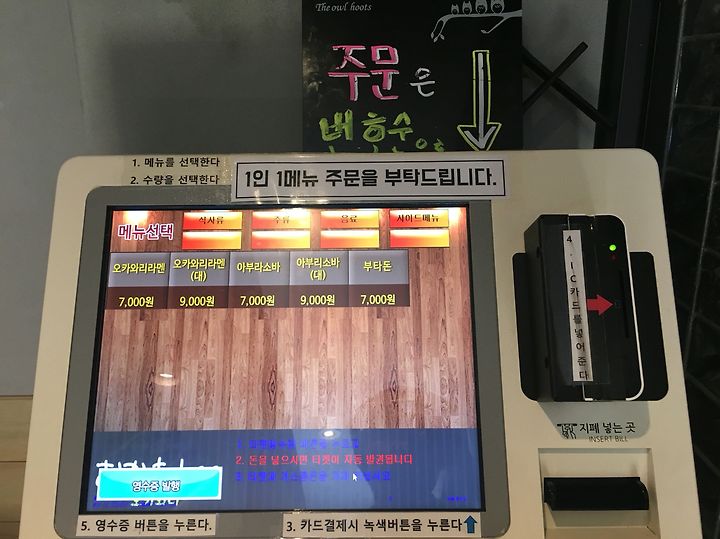 The owl hoots
주문은
번호순
1. 메뉴를 선택한다
2. 수량을 선택한다
1인 1메뉴 주문을 부탁드립니다.
메뉴선택
식사류
주류
음료
사이드메뉴
오카와리라멘
7,000원
오카와리라멘
(대)
9,000원
아부라소바
7,000원
아부리소바
(대)
9,000원
부타돈
7,000원
4. IC카드를 넣어준다
지폐 넣는 곳
INSERT BILL
2. 돈을 넣으시면 티켓이 자동 발권됩니다
영수증 발행
5. 영수증 버튼을 누른다.
3. 카드결제시 녹색버튼을 누른다